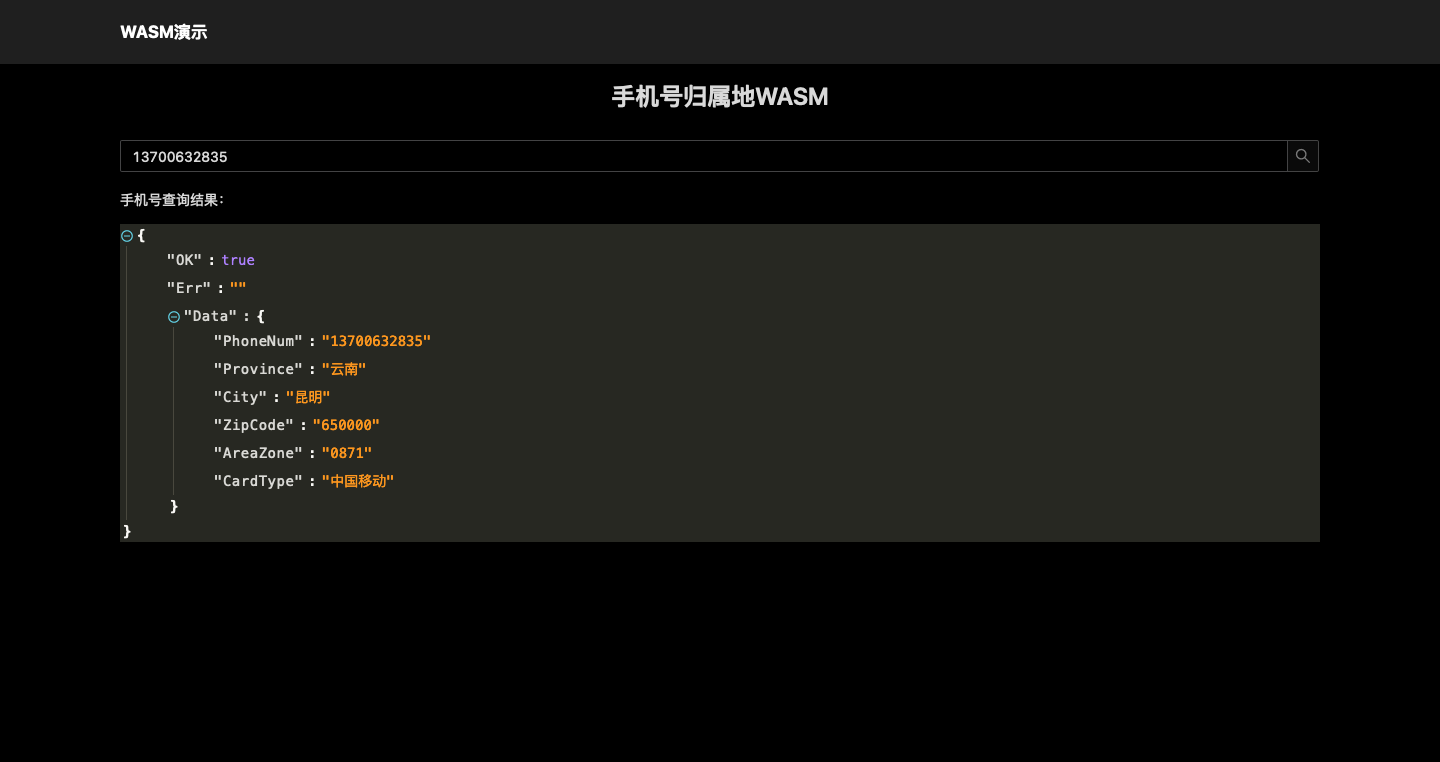 WASM演示
手机号归属地WASM
13700632835
手机号查询结果：
{
"OK" : true
"Err" : ""
"Data" : {
"PhoneNum" : "13700632835"
"Province" : "云南"
"City" : "昆明"
"ZipCode" : "650000"
"AreaZone" : "0871"
"CardType" : "中国移动"
}
}